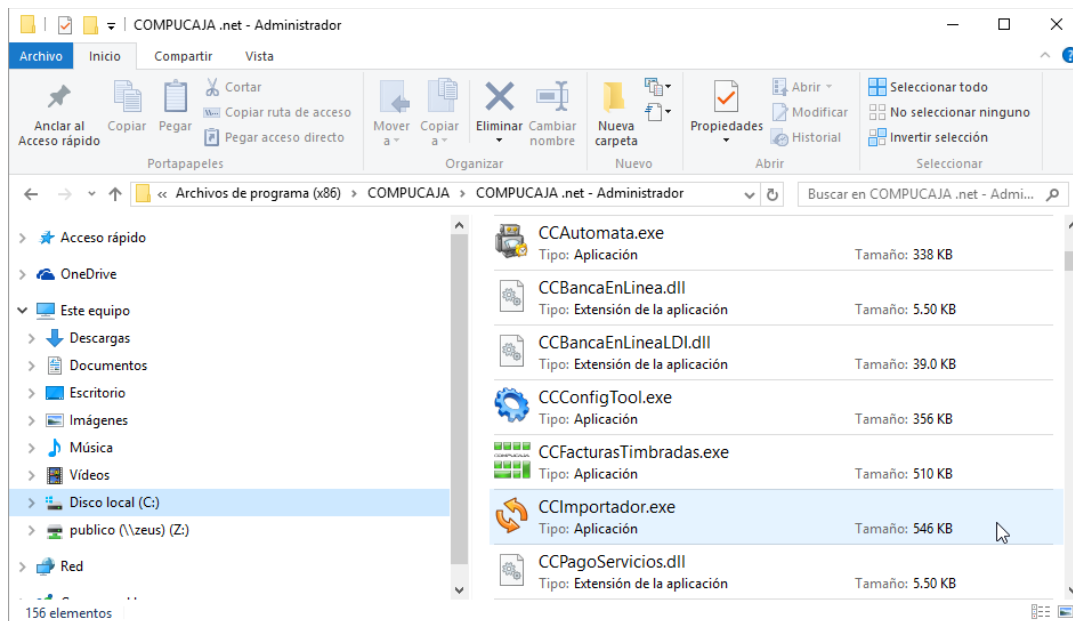 COMPUCAJA .net - Administrador
Archivo Inicio Compartir Vista
Anclar al Acceso rápido
Copiar
Pegar
Cortar
Copiar ruta de acceso
Pegar acceso directo
Portapapeles
Mover a
Copiar a
Eliminar
Cambiar nombre
Organizar
Nueva carpeta
Nuevo
Propiedades
Abrir
Modificar
Historial
Abrir
Seleccionar todo
No seleccionar ninguno
Invertir selección
Seleccionar
« Archivos de programa (x86) > COMPUCAJA > COMPUCAJA .net - Administrador
Buscar en COMPUCAJA .net - Admi...
Acceso rápido
OneDrive
Este equipo
Descargas
Documentos
Escritorio
Imágenes
Música
Vídeos
Disco local (C:)
publico (\\zeus) (Z:)
Red
CCAutomata.exe
Tipo: Aplicación Tamaño: 338 KB
CCBancaEnLinea.dll
Tipo: Extensión de la aplicación Tamaño: 5.50 KB
CCBancaEnLineaLDI.dll
Tipo: Extensión de la aplicación Tamaño: 39.0 KB
CCConfigTool.exe
Tipo: Aplicación Tamaño: 356 KB
CCFacturasTimbradas.exe
Tipo: Aplicación Tamaño: 510 KB
CCImportador.exe
Tipo: Aplicación Tamaño: 546 KB
CCPagoServicios.dll
Tipo: Extensión de la aplicación Tamaño: 5.50 KB
156 elementos